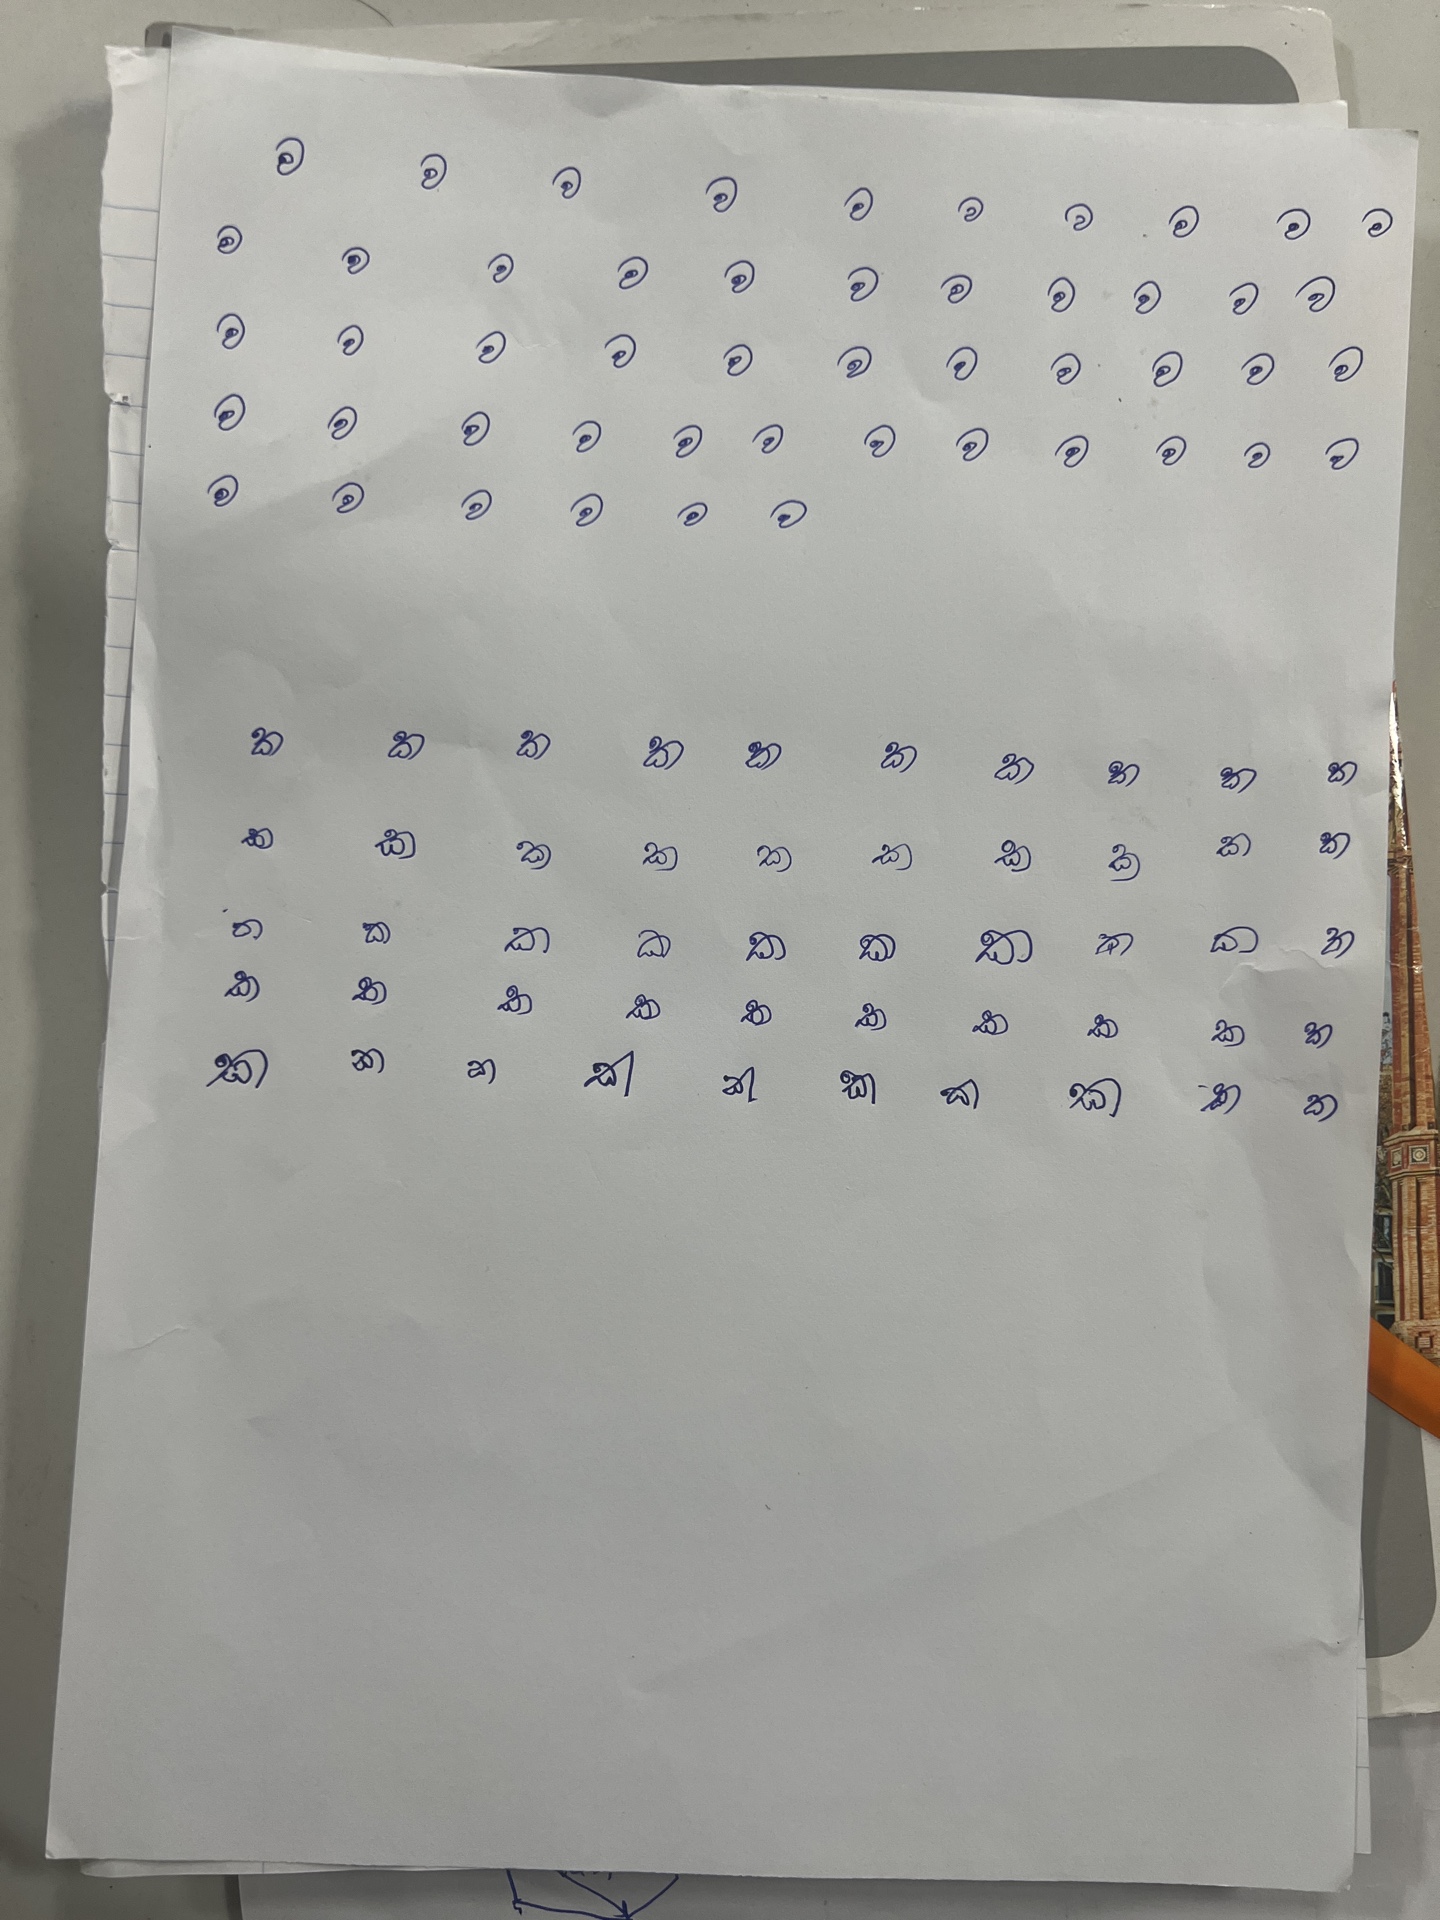 ව ව ව ව ව ව ව ව ව ව
ව ව ව ව ව ව ව ව ව ව ව
ව ව ව ව ව ව ව ව ව ව ව
ව ව ව ව ව ව ව ව ව ව ව ව
ව ව ව ව ව ව
ක ක ක ක ක ක ක ක ක ක
ක ක ක ක ක ක ක ක ක ක
ක ක ක ක ක ක ක ක ක ක
ක ක ක ක ක ක ක ක ක ක
ක ක ක ක ක ක ක ක ක ක